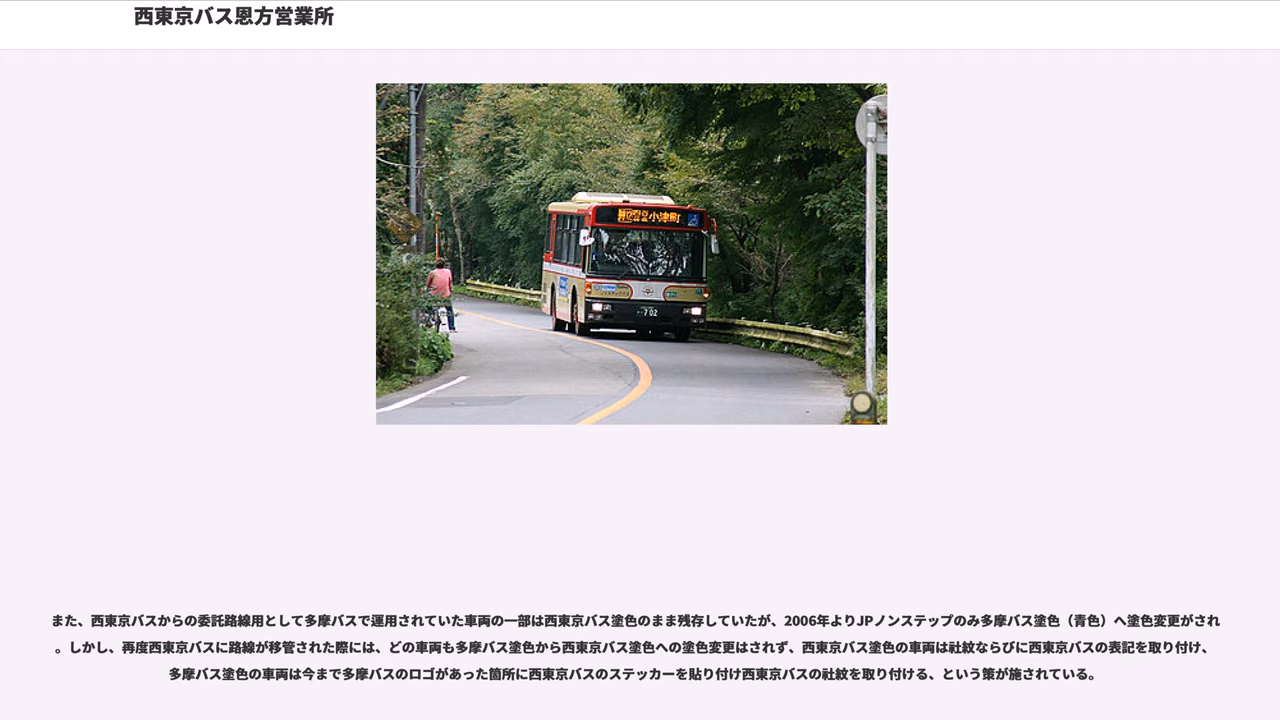 西東京バス恩方営業所
小津町
7 02
また、西東京バスからの委託路線用として多摩バスで運用されていた車両の一部は西東京バス塗色のまま残存していたが、2006年よりJPノンステップのみ多摩バス塗色（青色）へ塗色変更がされ
。しかし、再度西東京バスに路線が移管された際には、どの車両も多摩バス塗色から西東京バス塗色への塗色変更はされず、西東京バス塗色の車両は社紋ならびに西東京バスの表記を取り付け、
多摩バス塗色の車両は今まで多摩バスのロゴがあった箇所に西東京バスのステッカーを貼り付け西東京バスの社紋を取り付ける、という策が施されている。